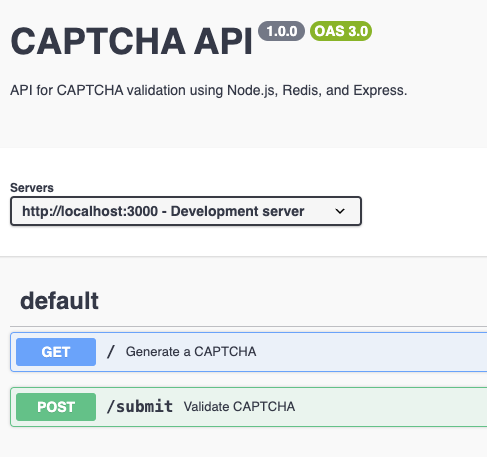 CAPTCHA API 1.0.0 OAS 3.0
API for CAPTCHA validation using Node.js, Redis, and Express.
Servers
http://localhost:3000 - Development server
default
GET / Generate a CAPTCHA
POST /submit Validate CAPTCHA